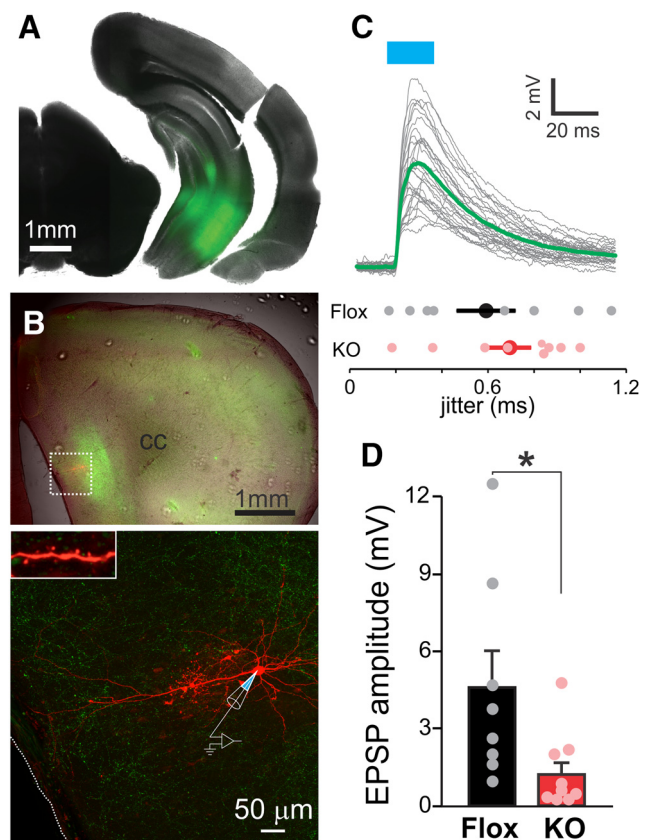 A
1mm
B
cc
1mm
50 μm
C
2 mV
20 ms
Flox
KO
0
0.6
1.2
jitter (ms)
D
*
EPSP amplitude (mV)
12
9
6
3
0
Flox
KO